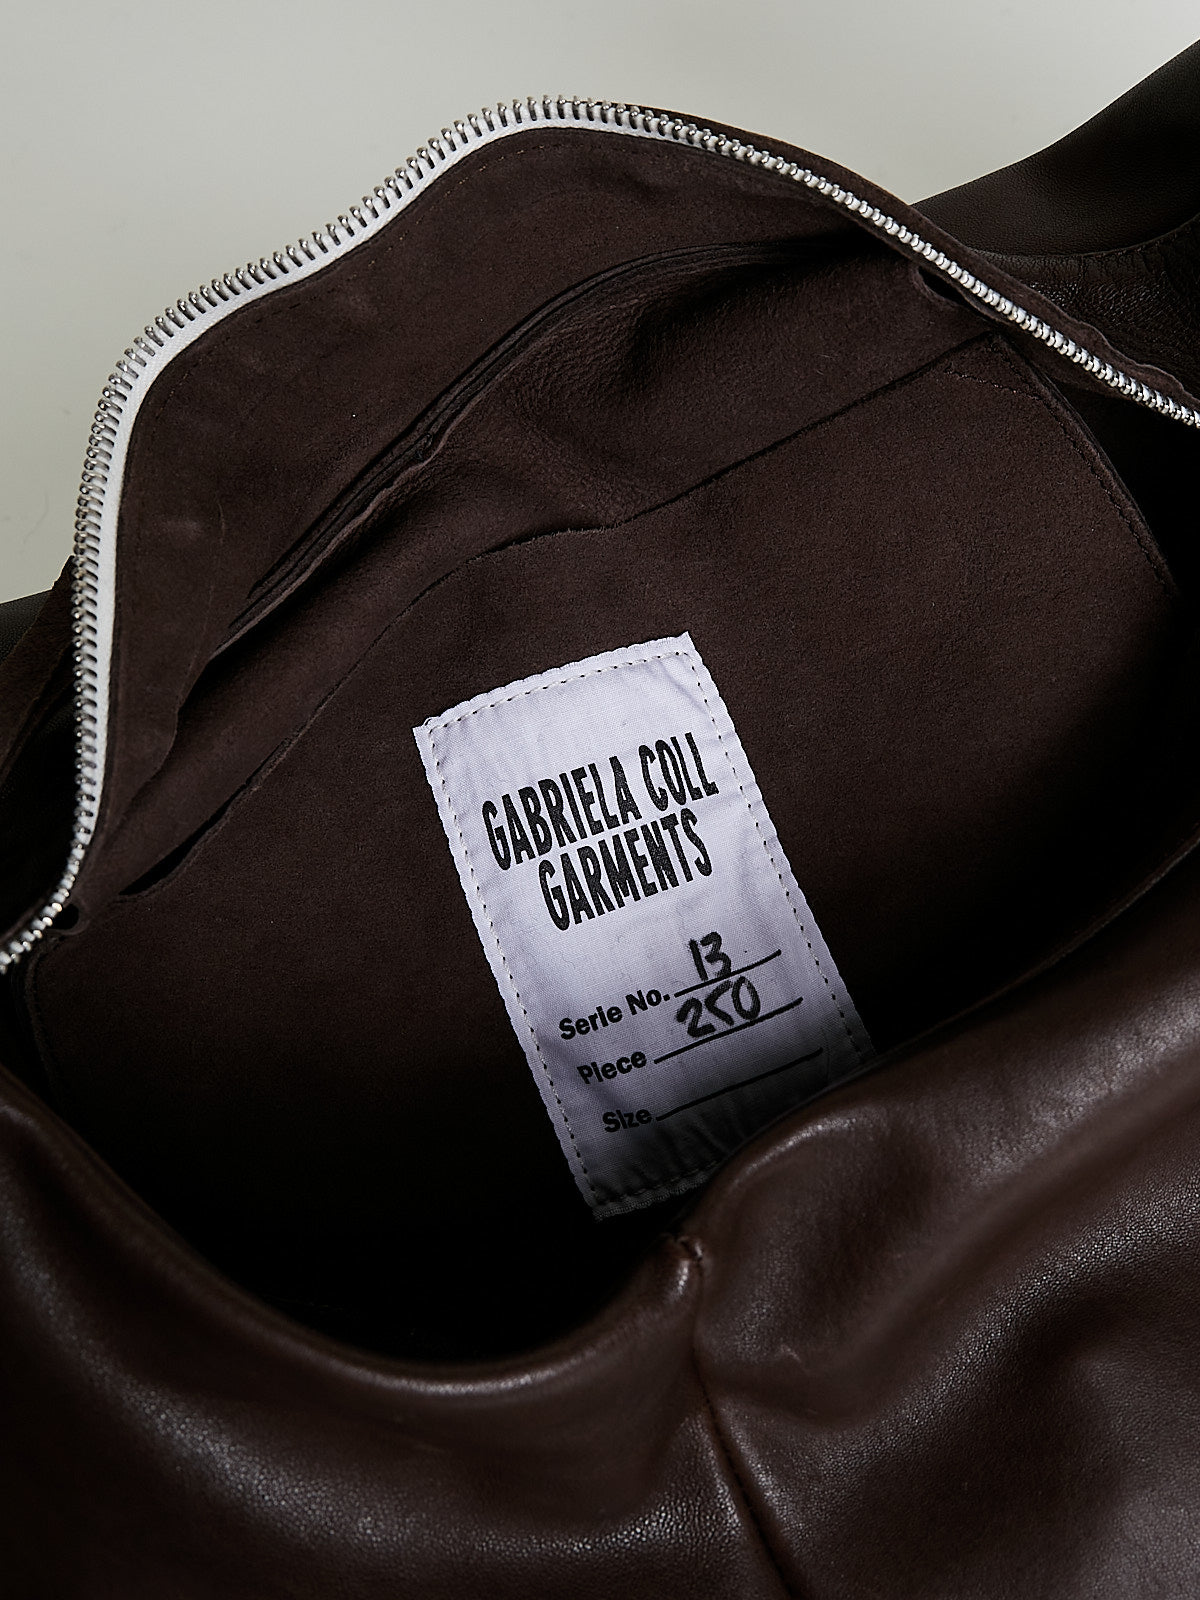 GABRIELA COLL
GARMENTS
Serie No. 13
Piece 250
Size